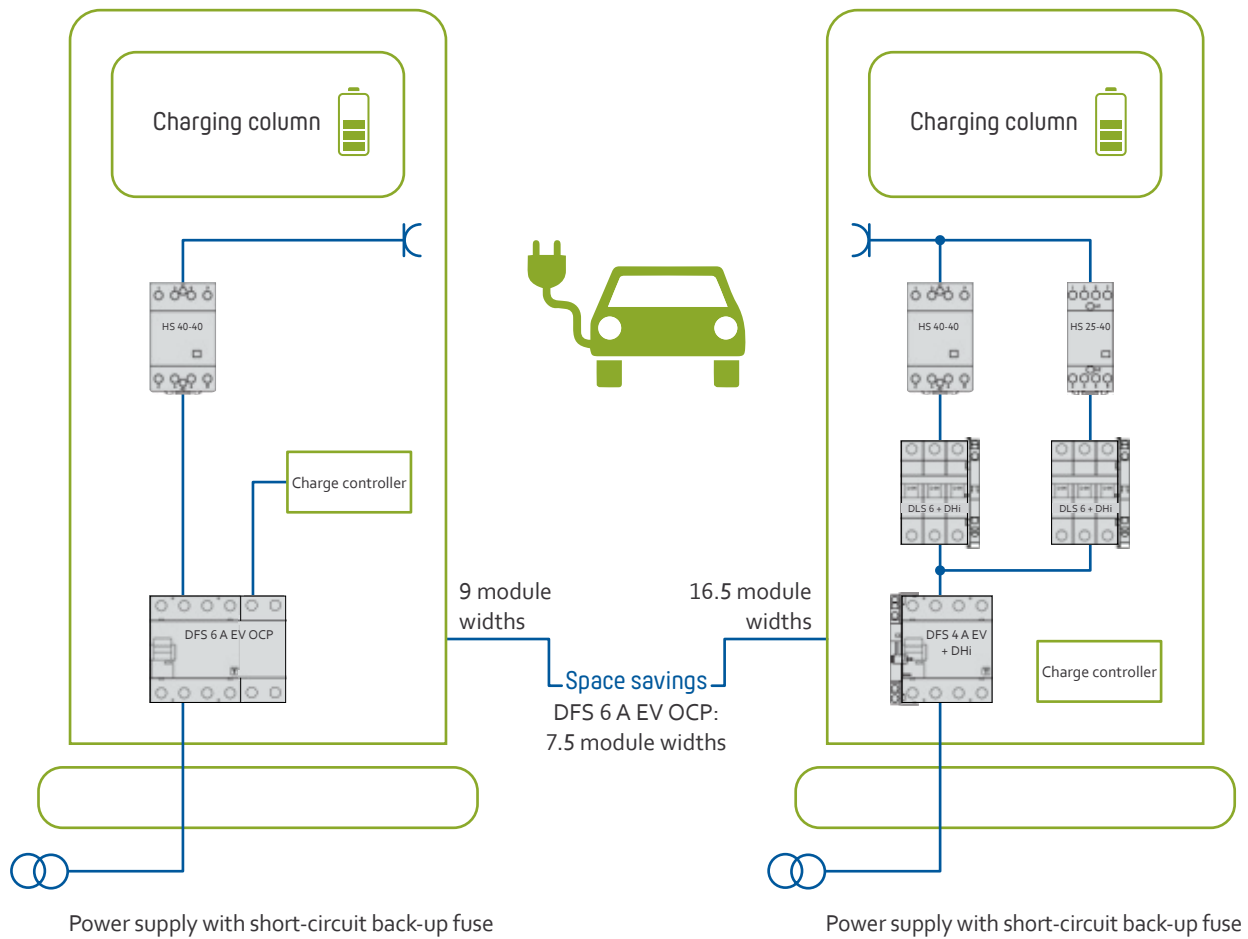 Charging column
HS 40-40
Charge controller
DFS 6 A EV OCP
9 module
widths
Power supply with short-circuit back-up fuse
Space savings
DFS 6 A EV OCP:
7.5 module widths
16.5 module
widths
Charging column
HS 40-40
HS 25-40
DLS 6 + DHi
DLS 6 + DHi
DFS 4 A EV
+ DHi
Charge controller
Power supply with short-circuit back-up fuse